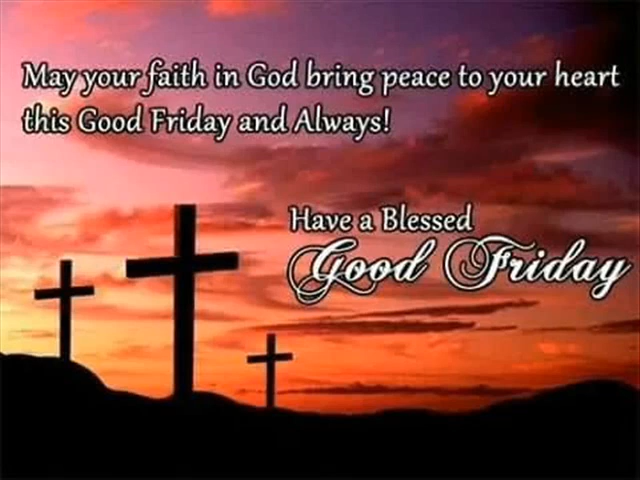 May your faith in God bring peace to your heart
this Good Friday and Always!
Have a Blessed
Good Friday